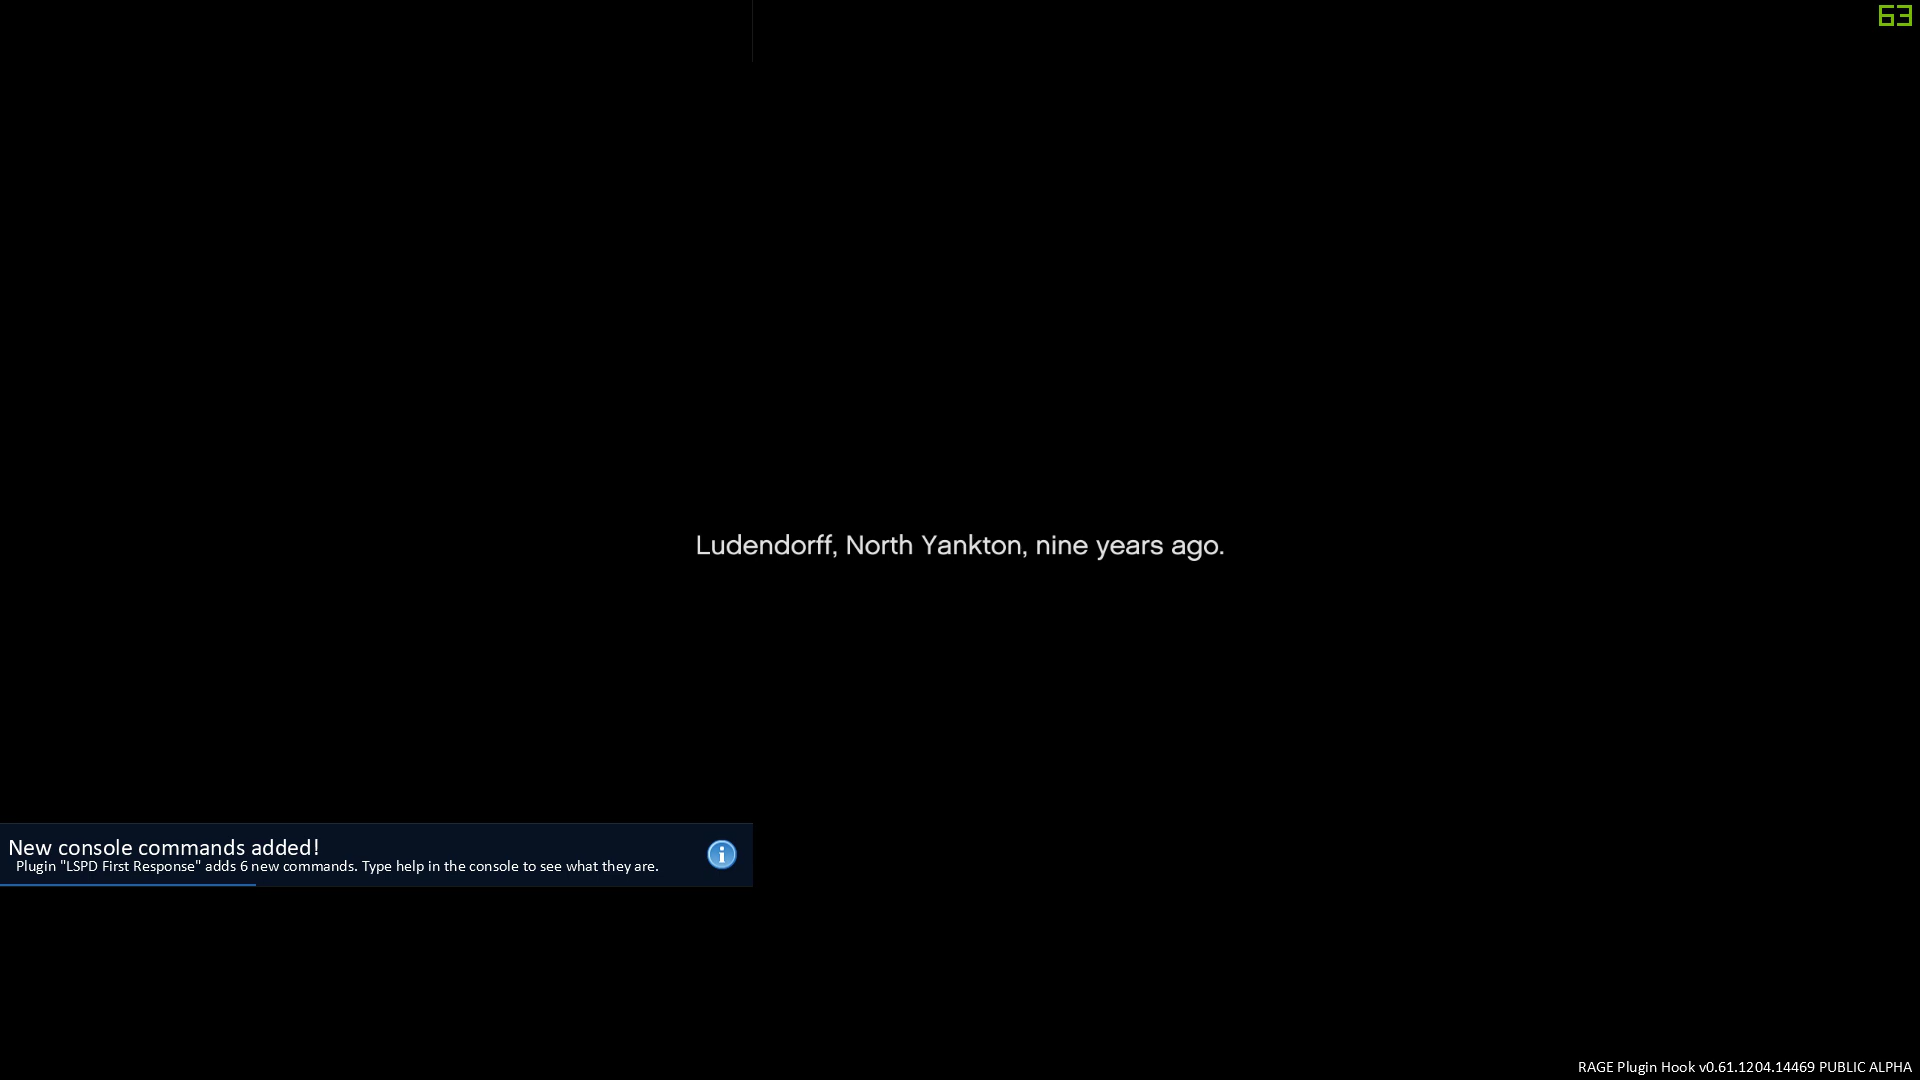 63
Ludendorff, North Yankton, nine years ago.
New console commands added!
Plugin "LSPD First Response" adds 6 new commands. Type help in the console to see what they are.
RAGE Plugin Hook v0.61.1204.14469 PUBLIC ALPHA